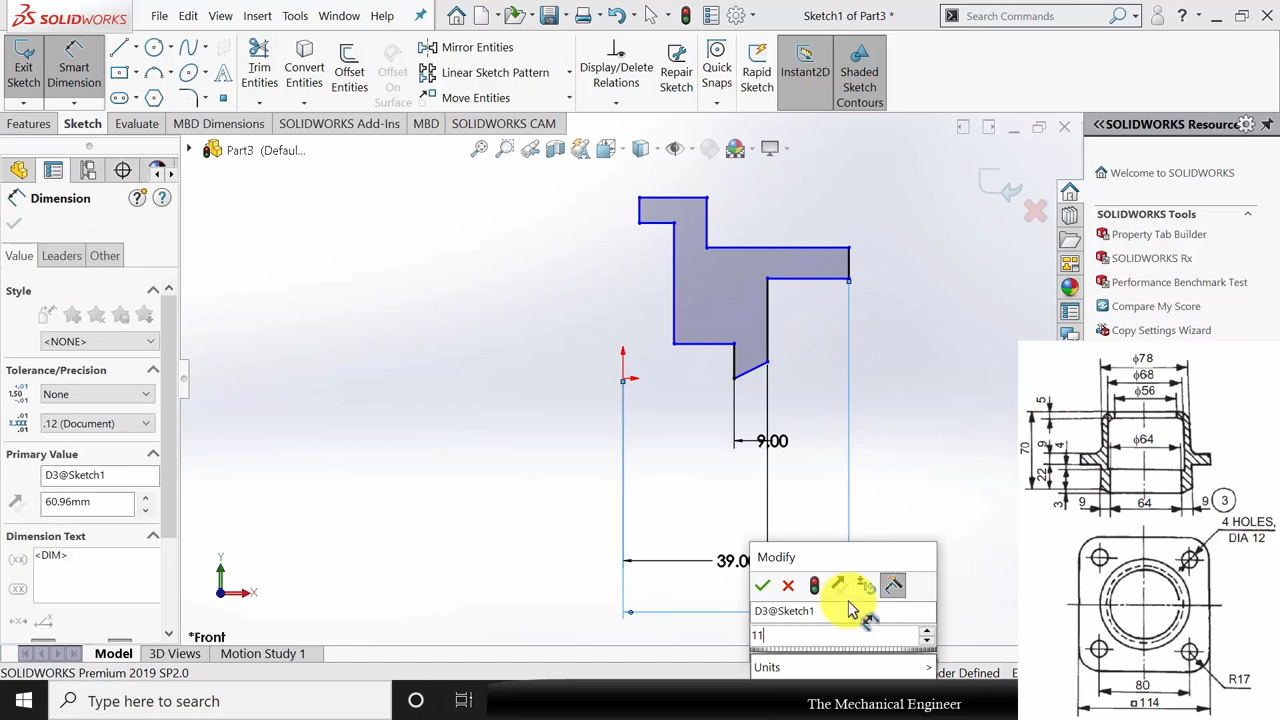 SOLIDWORKS
File Edit View Insert Tools Window Help
Sketch1 of Part3 *
Search Commands
Exit Sketch
Smart Dimension
Trim Entities
Convert Entities
Offset Entities
Offset On Surface
Mirror Entities
Linear Sketch Pattern
Move Entities
Display/Delete Relations
Repair Sketch
Quick Snaps
Rapid Sketch
Instant2D
Shaded Sketch Contours
Features Sketch Evaluate MBD Dimensions SOLIDWORKS Add-Ins MBD SOLIDWORKS CAM
SOLIDWORKS Resourc
Part3 (Defaul...
Dimension
Value Leaders Other
Style
<NONE>
Tolerance/Precision
None
.12 (Document)
Primary Value
D3@Sketch1
60.96mm
Dimension Text
<DIM>
Welcome to SOLIDWORKS
SOLIDWORKS Tools
Property Tab Builder
SOLIDWORKS Rx
Performance Benchmark Test
Compare My Score
Copy Settings Wizard
9.00
39.0
Modify
D3@Sketch1
11
Units
Y
X
*Front
Model 3D Views Motion Study 1
SOLIDWORKS Premium 2019 SP2.0
der Defined
Type here to search
The Mechanical Engineer
ϕ78
ϕ68
ϕ56
5
ϕ64
70
9
4
22
3
9
64
9
3
4 HOLES,
DIA 12
R17
80
□114